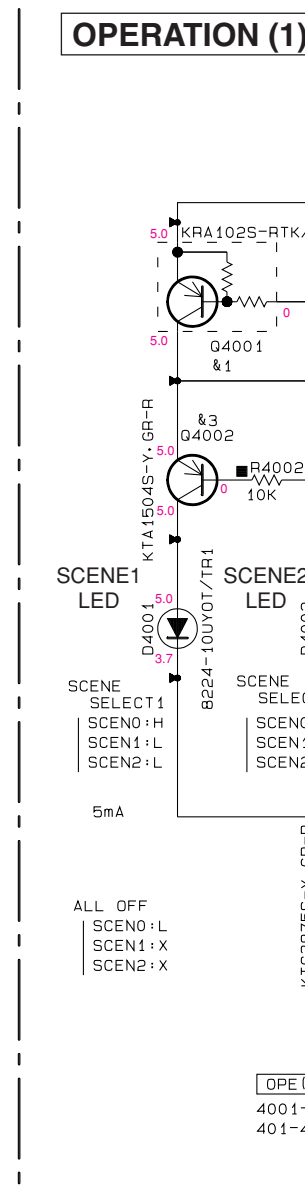 OPERATION (1)
5.0
KRA102S-RTK/
0
5.0
Q4001
&1
&3
Q4002
KTA1504S-Y, GR-R
5.0
R4002
10K
0
5.0
SCENE1
LED
SCENE2
LED
D4001
5.0
3.7
8224-10UYOT/TR1
SCENE
SELECT1
SCEN0:H
SCEN1:L
SCEN2:L
SCENE
5mA
ALL OFF
SCEN0:L
SCEN1:X
SCEN2:X
4001-